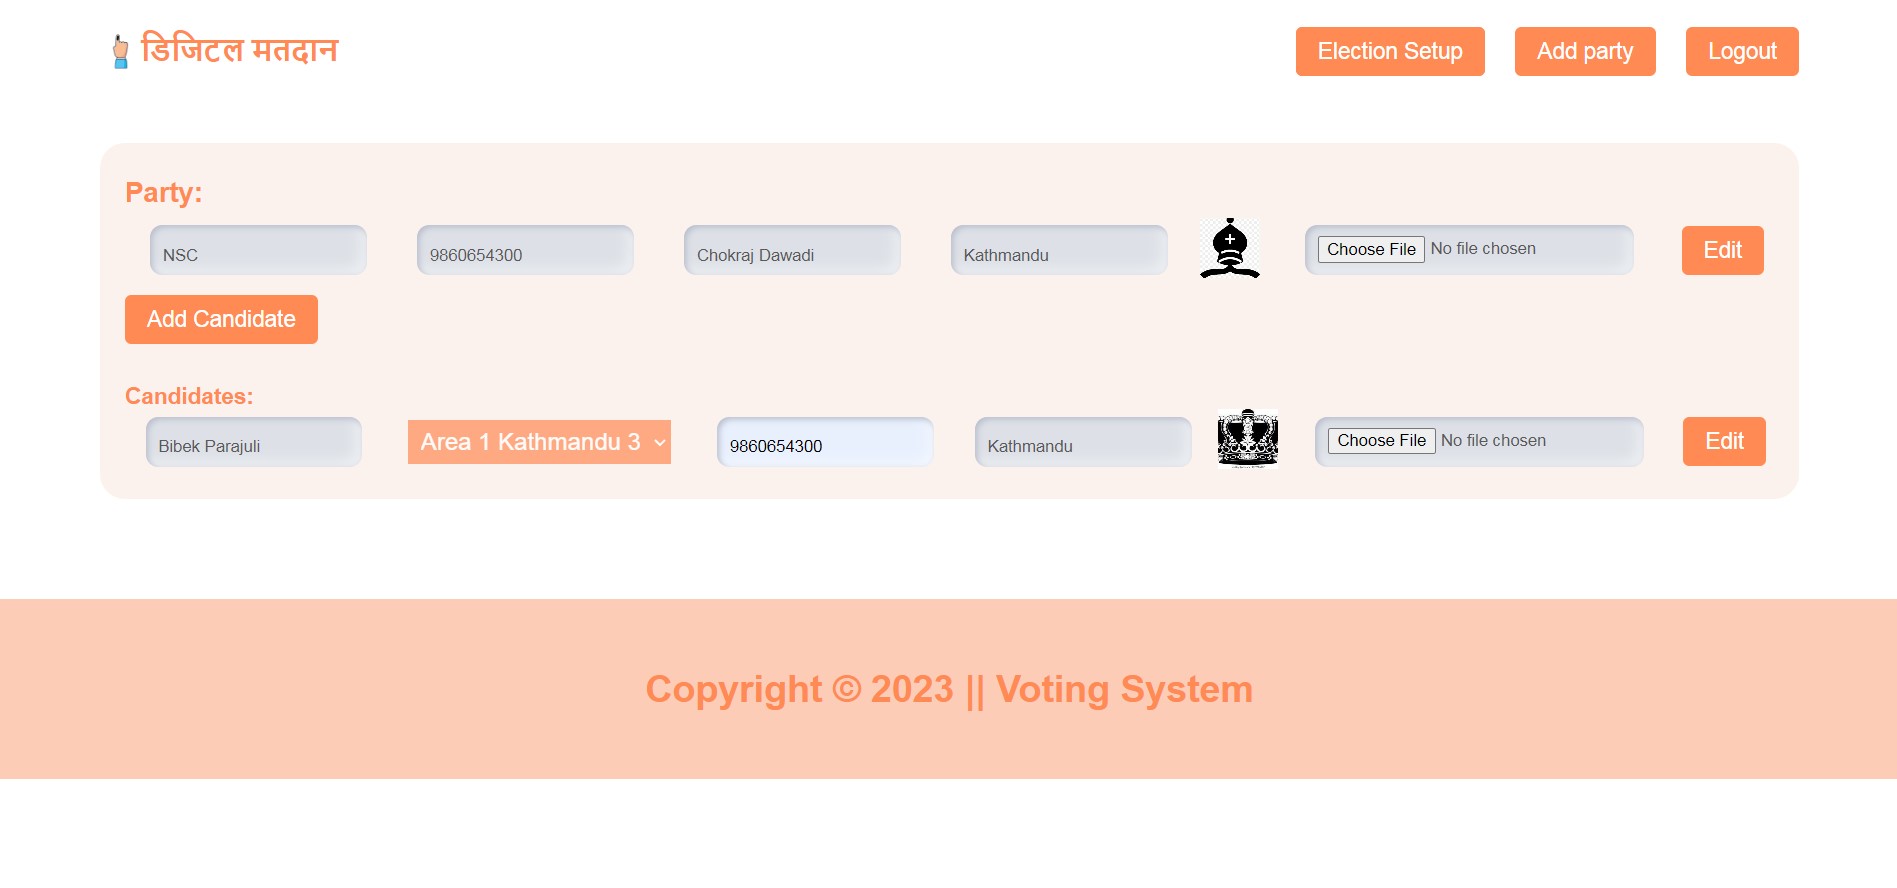 डिजिटल मतदान
Election Setup
Add party
Logout
Party:
NSC
9860654300
Chokraj Dawadi
Kathmandu
Choose File No file chosen
Edit
Add Candidate
Candidates:
Bibek Parajuli
Area 1 Kathmandu 3
9860654300
Kathmandu
Choose File No file chosen
Edit
Copyright © 2023 || Voting System